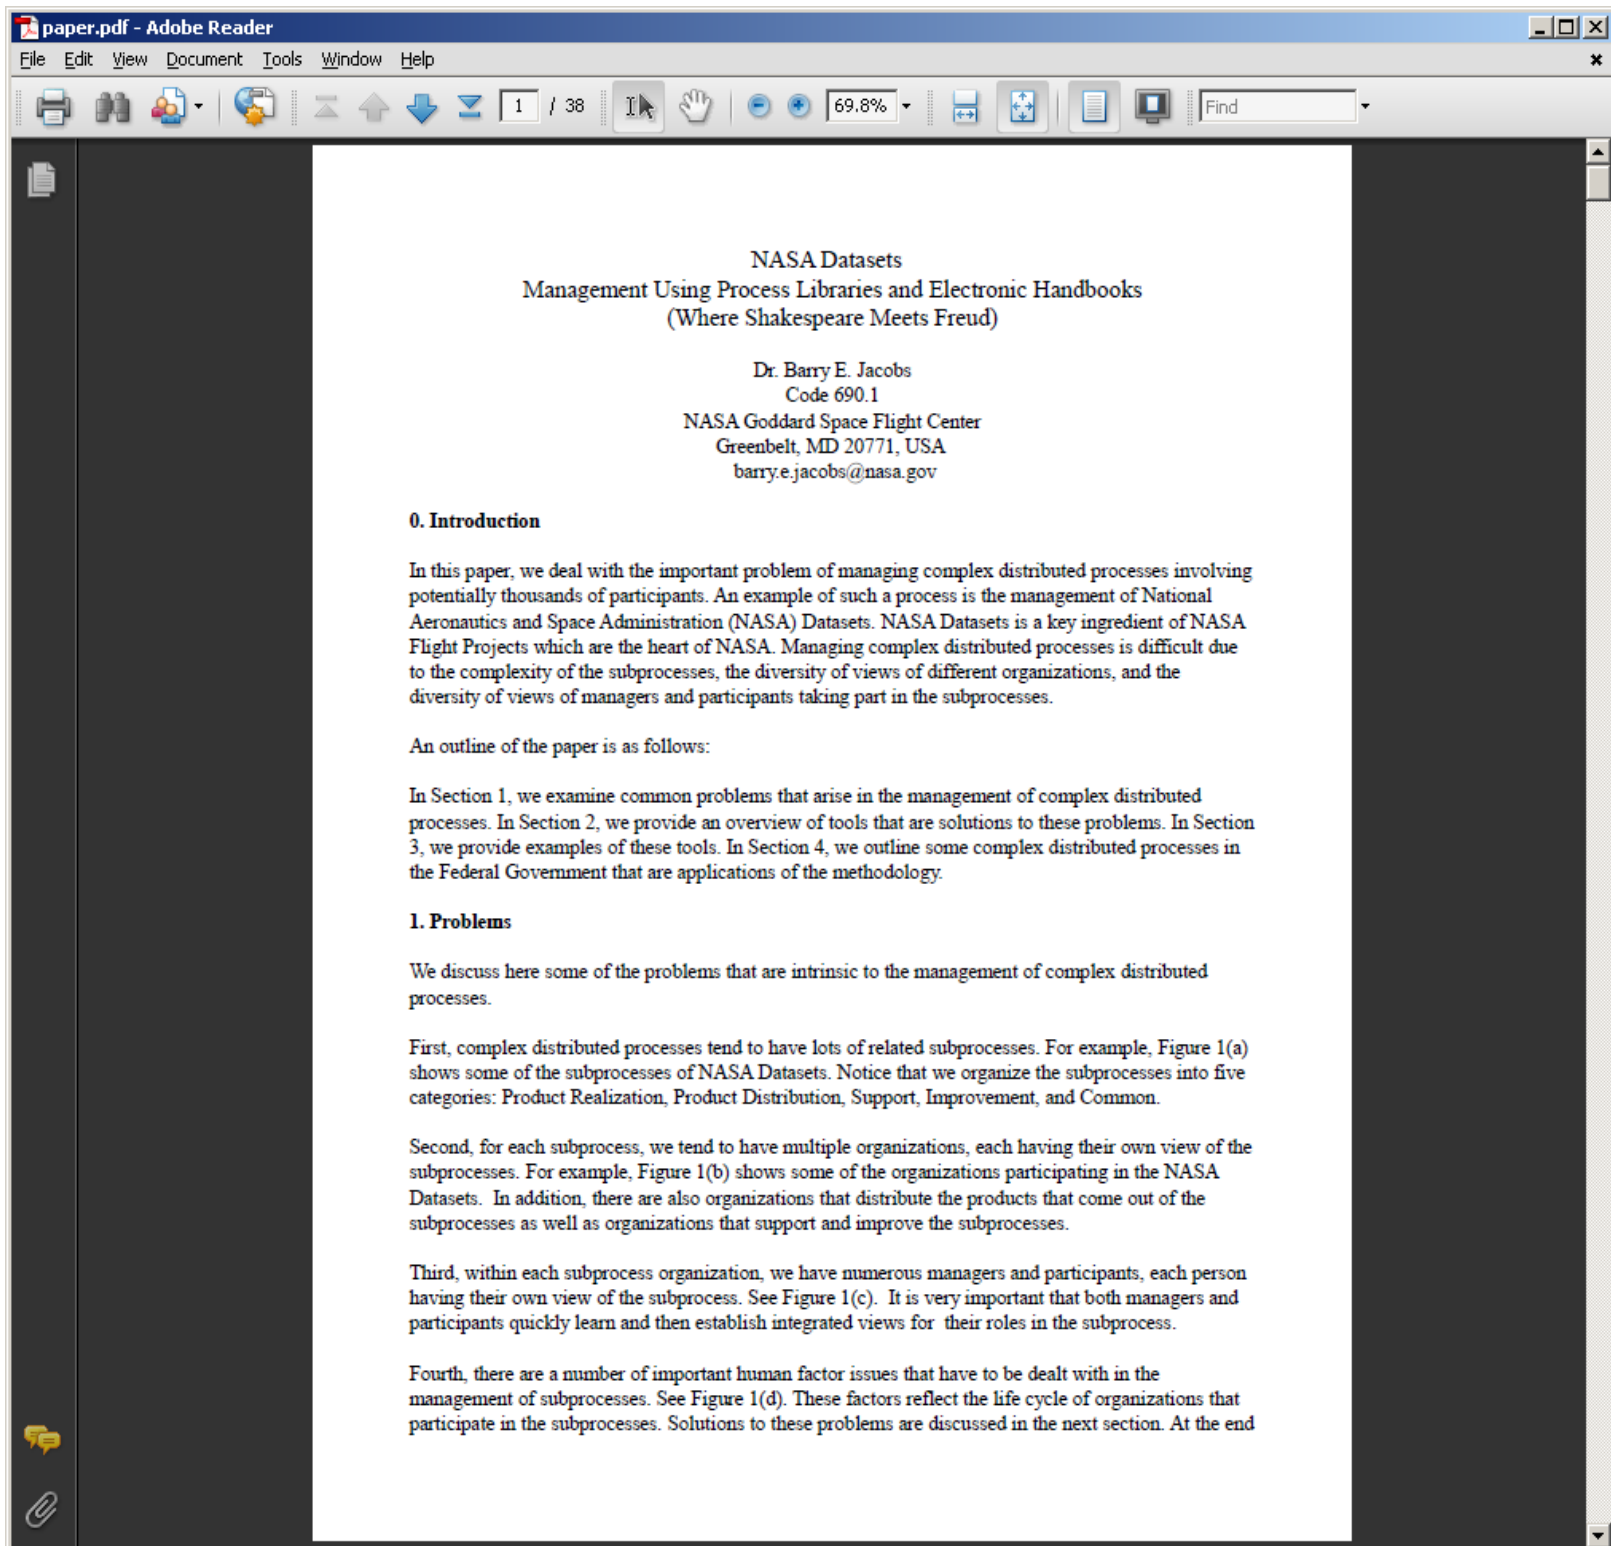 paper.pdf - Adobe Reader
File Edit View Document Tools Window Help
1 / 38 69.8% Find
NASA Datasets
Management Using Process Libraries and Electronic Handbooks
(Where Shakespeare Meets Freud)
Dr. Barry E. Jacobs
Code 690.1
NASA Goddard Space Flight Center
Greenbelt, MD 20771, USA
barry.e.jacobs@nasa.gov
0. Introduction
In this paper, we deal with the important problem of managing complex distributed processes involving
potentially thousands of participants. An example of such a process is the management of National
Aeronautics and Space Administration (NASA) Datasets. NASA Datasets is a key ingredient of NASA
Flight Projects which are the heart of NASA. Managing complex distributed processes is difficult due
to the complexity of the subprocesses, the diversity of views of different organizations, and the
diversity of views of managers and participants taking part in the subprocesses.
An outline of the paper is as follows:
In Section 1, we examine common problems that arise in the management of complex distributed
processes. In Section 2, we provide an overview of tools that are solutions to these problems. In Section
3, we provide examples of these tools. In Section 4, we outline some complex distributed processes in
the Federal Government that are applications of the methodology.
1. Problems
We discuss here some of the problems that are intrinsic to the management of complex distributed
processes.
First, complex distributed processes tend to have lots of related subprocesses. For example, Figure 1(a)
shows some of the subprocesses of NASA Datasets. Notice that we organize the subprocesses into five
categories: Product Realization, Product Distribution, Support, Improvement, and Common.
Second, for each subprocess, we tend to have multiple organizations, each having their own view of the
subprocesses. For example, Figure 1(b) shows some of the organizations participating in the NASA
Datasets.  In addition, there are also organizations that distribute the products that come out of the
subprocesses as well as organizations that support and improve the subprocesses.
Third, within each subprocess organization, we have numerous managers and participants, each person
having their own view of the subprocess. See Figure 1(c).  It is very important that both managers and
participants quickly learn and then establish integrated views for  their roles in the subprocess.
Fourth, there are a number of important human factor issues that have to be dealt with in the
management of subprocesses. See Figure 1(d). These factors reflect the life cycle of organizations that
participate in the subprocesses. Solutions to these problems are discussed in the next section. At the end